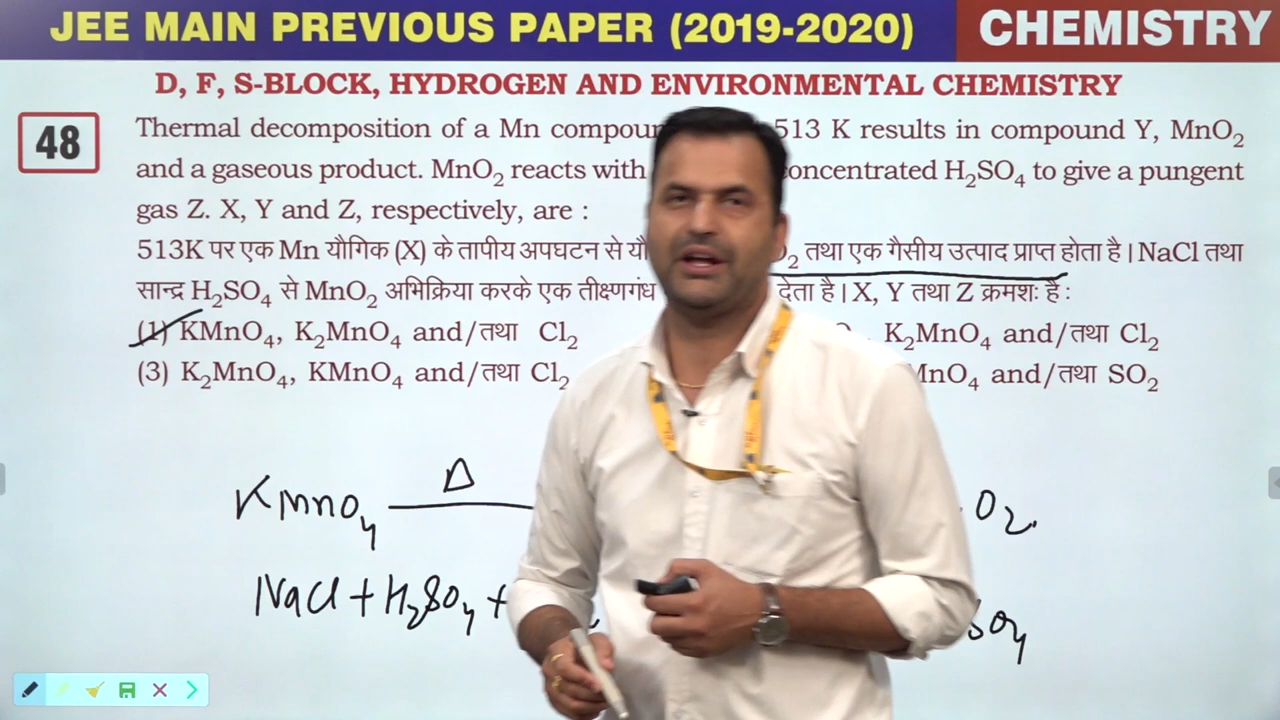 JEE MAIN PREVIOUS PAPER (2019-2020) CHEMISTRY
D, F, S-BLOCK, HYDROGEN AND ENVIRONMENTAL CHEMISTRY
48
Thermal decomposition of a Mn 513 K results in compound Y, MnO₂
and a gaseous product. MnO₂ reacts with concentrated H₂SO₄ to give a pungent
gas Z. X, Y and Z, respectively, are :
513K पर एक Mn यौगिक (X) के तापीय अपघटन से तथा एक गैसीय उत्पाद प्राप्त होता है। NaCl तथा
सान्द्र H₂SO₄ से MnO₂ अभिक्रिया करके एक तीक्ष्णगंध देता है। X, Y तथा Z क्रमशः हैं :
(1) KMnO₄, K₂MnO₄ and/तथा Cl₂ K₂MnO₄ and/तथा Cl₂
(3) K₂MnO₄, KMnO₄ and/तथा Cl₂ and/तथा SO₂
KMnO₄ Δ O₂
NaCl + H₂SO₄ +